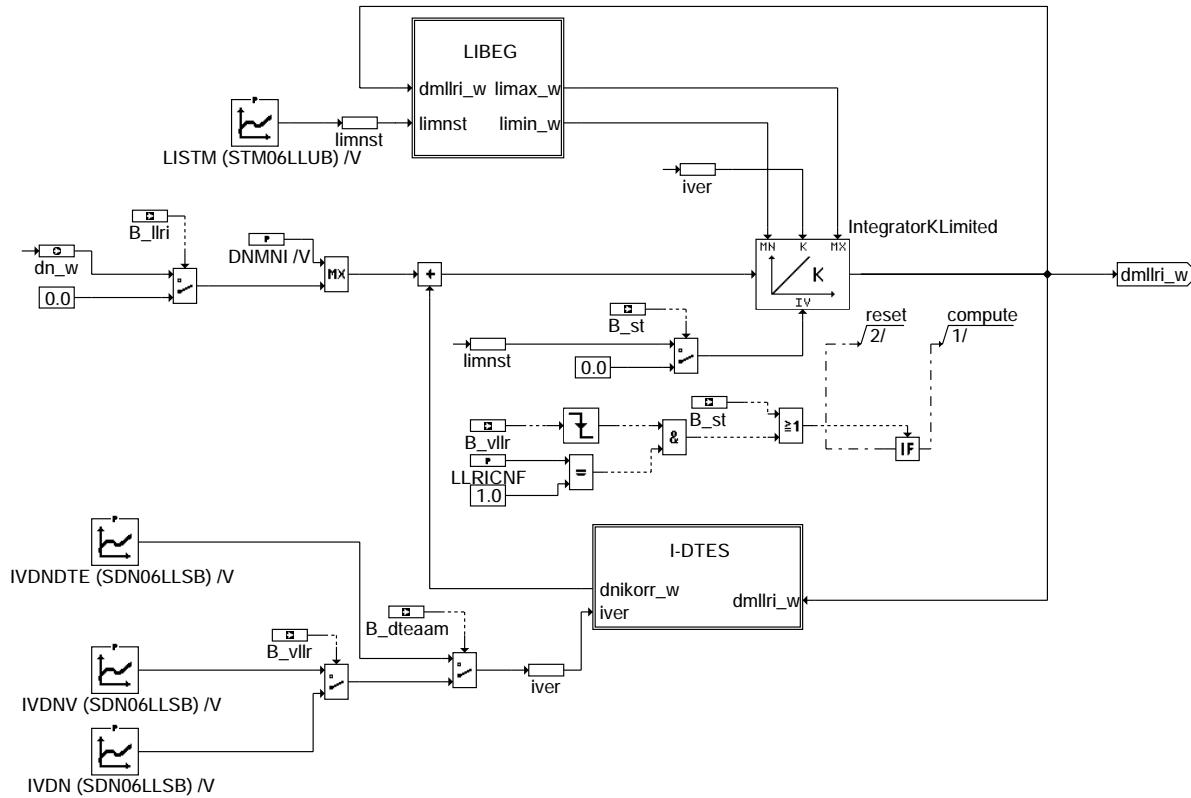 LIBEG
dmllri_w limax_w
limnst limin_w
P
limnst
LISTM (STM06LLUB) /V
iver
B_llri
dn_w
0.0
P
DNMNI /V
MX
+
IntegratorKLimited
MN K MX
K
IV
dmllri_w
B_st
limnst
0.0
reset
2/
compute
1/
B_vllr
P
LLRICNF
1.0
=
&
B_st
≥1
IF
P
IVDNDTE (SDN06LLSB) /V
I-DTES
dnikorr_w
iver
dmllri_w
B_dteaam
B_vllr
iver
P
IVDNV (SDN06LLSB) /V
P
IVDN (SDN06LLSB) /V